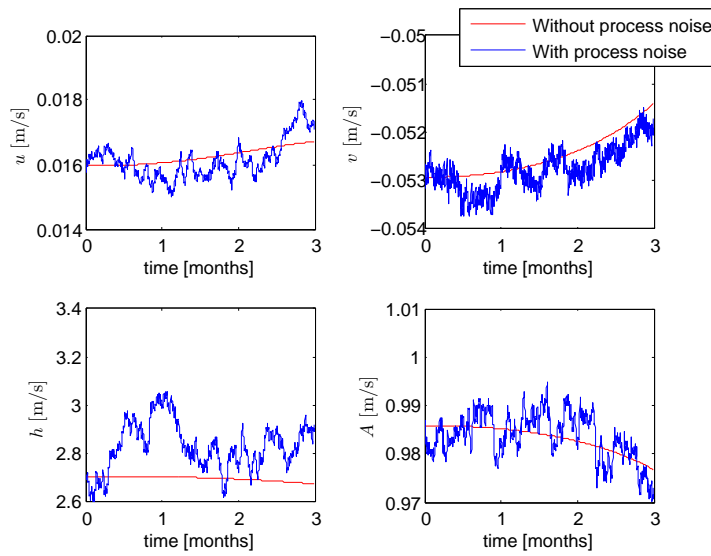 Without process noise
With process noise
0.02
0.018
0.016
0.014
u [m/s]
0 1 2 3
time [months]
−0.05
−0.051
−0.052
−0.053
−0.054
v [m/s]
0 1 2 3
time [months]
3.4
3.2
3
2.8
2.6
h [m/s]
0 1 2 3
time [months]
1.01
1
0.99
0.98
0.97
A [m/s]
0 1 2 3
time [months]